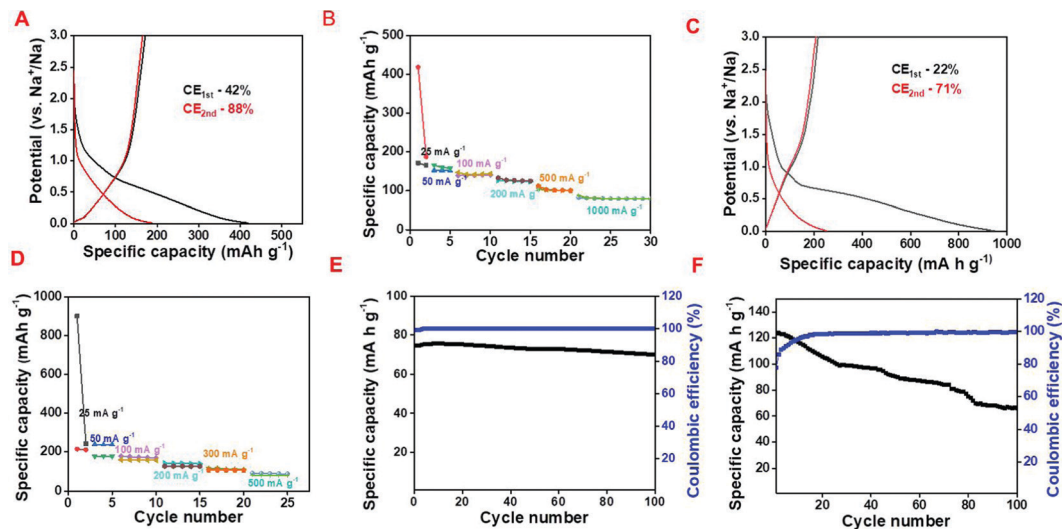 A
Potential (vs. Na⁺/Na)
3.0
2.5
2.0
1.5
1.0
0.5
0.0
CE1st - 42%
CE2nd - 88%
0 100 200 300 400 500
Specific capacity (mAh g⁻¹)
B
Specific capacity (mAh g⁻¹)
500
400
300
200
100
0
25 mA g⁻¹
100 mA g⁻¹
50 mA g⁻¹
200 mA g
500 mA g⁻¹
1000 mA g⁻¹
0 5 10 15 20 25 30
Cycle number
C
Potential (vs. Na⁺/Na)
3.0
2.5
2.0
1.5
1.0
0.5
0.0
CE1st - 22%
CE2nd - 71%
0 200 400 600 800 1000
Specific capacity (mA h g⁻¹)
D
Specific capacity (mAh g⁻¹)
1000
800
600
400
200
0
25 mA g⁻¹
50 mA g⁻¹
100 mA g⁻¹
200 mA g⁻¹
300 mA g⁻¹
500 mA g⁻¹
0 5 10 15 20 25
Cycle number
E
Specific capacity (mA h g⁻¹)
100
80
60
40
20
120
100
80
60
40
20
Coulombic efficiency (%)
0 20 40 60 80 100
Cycle number
F
Specific capacity (mA h g⁻¹)
140
120
100
80
60
40
20
120
100
80
60
40
20
Coulombic efficiency (%)
20 40 60 80 100
Cycle number